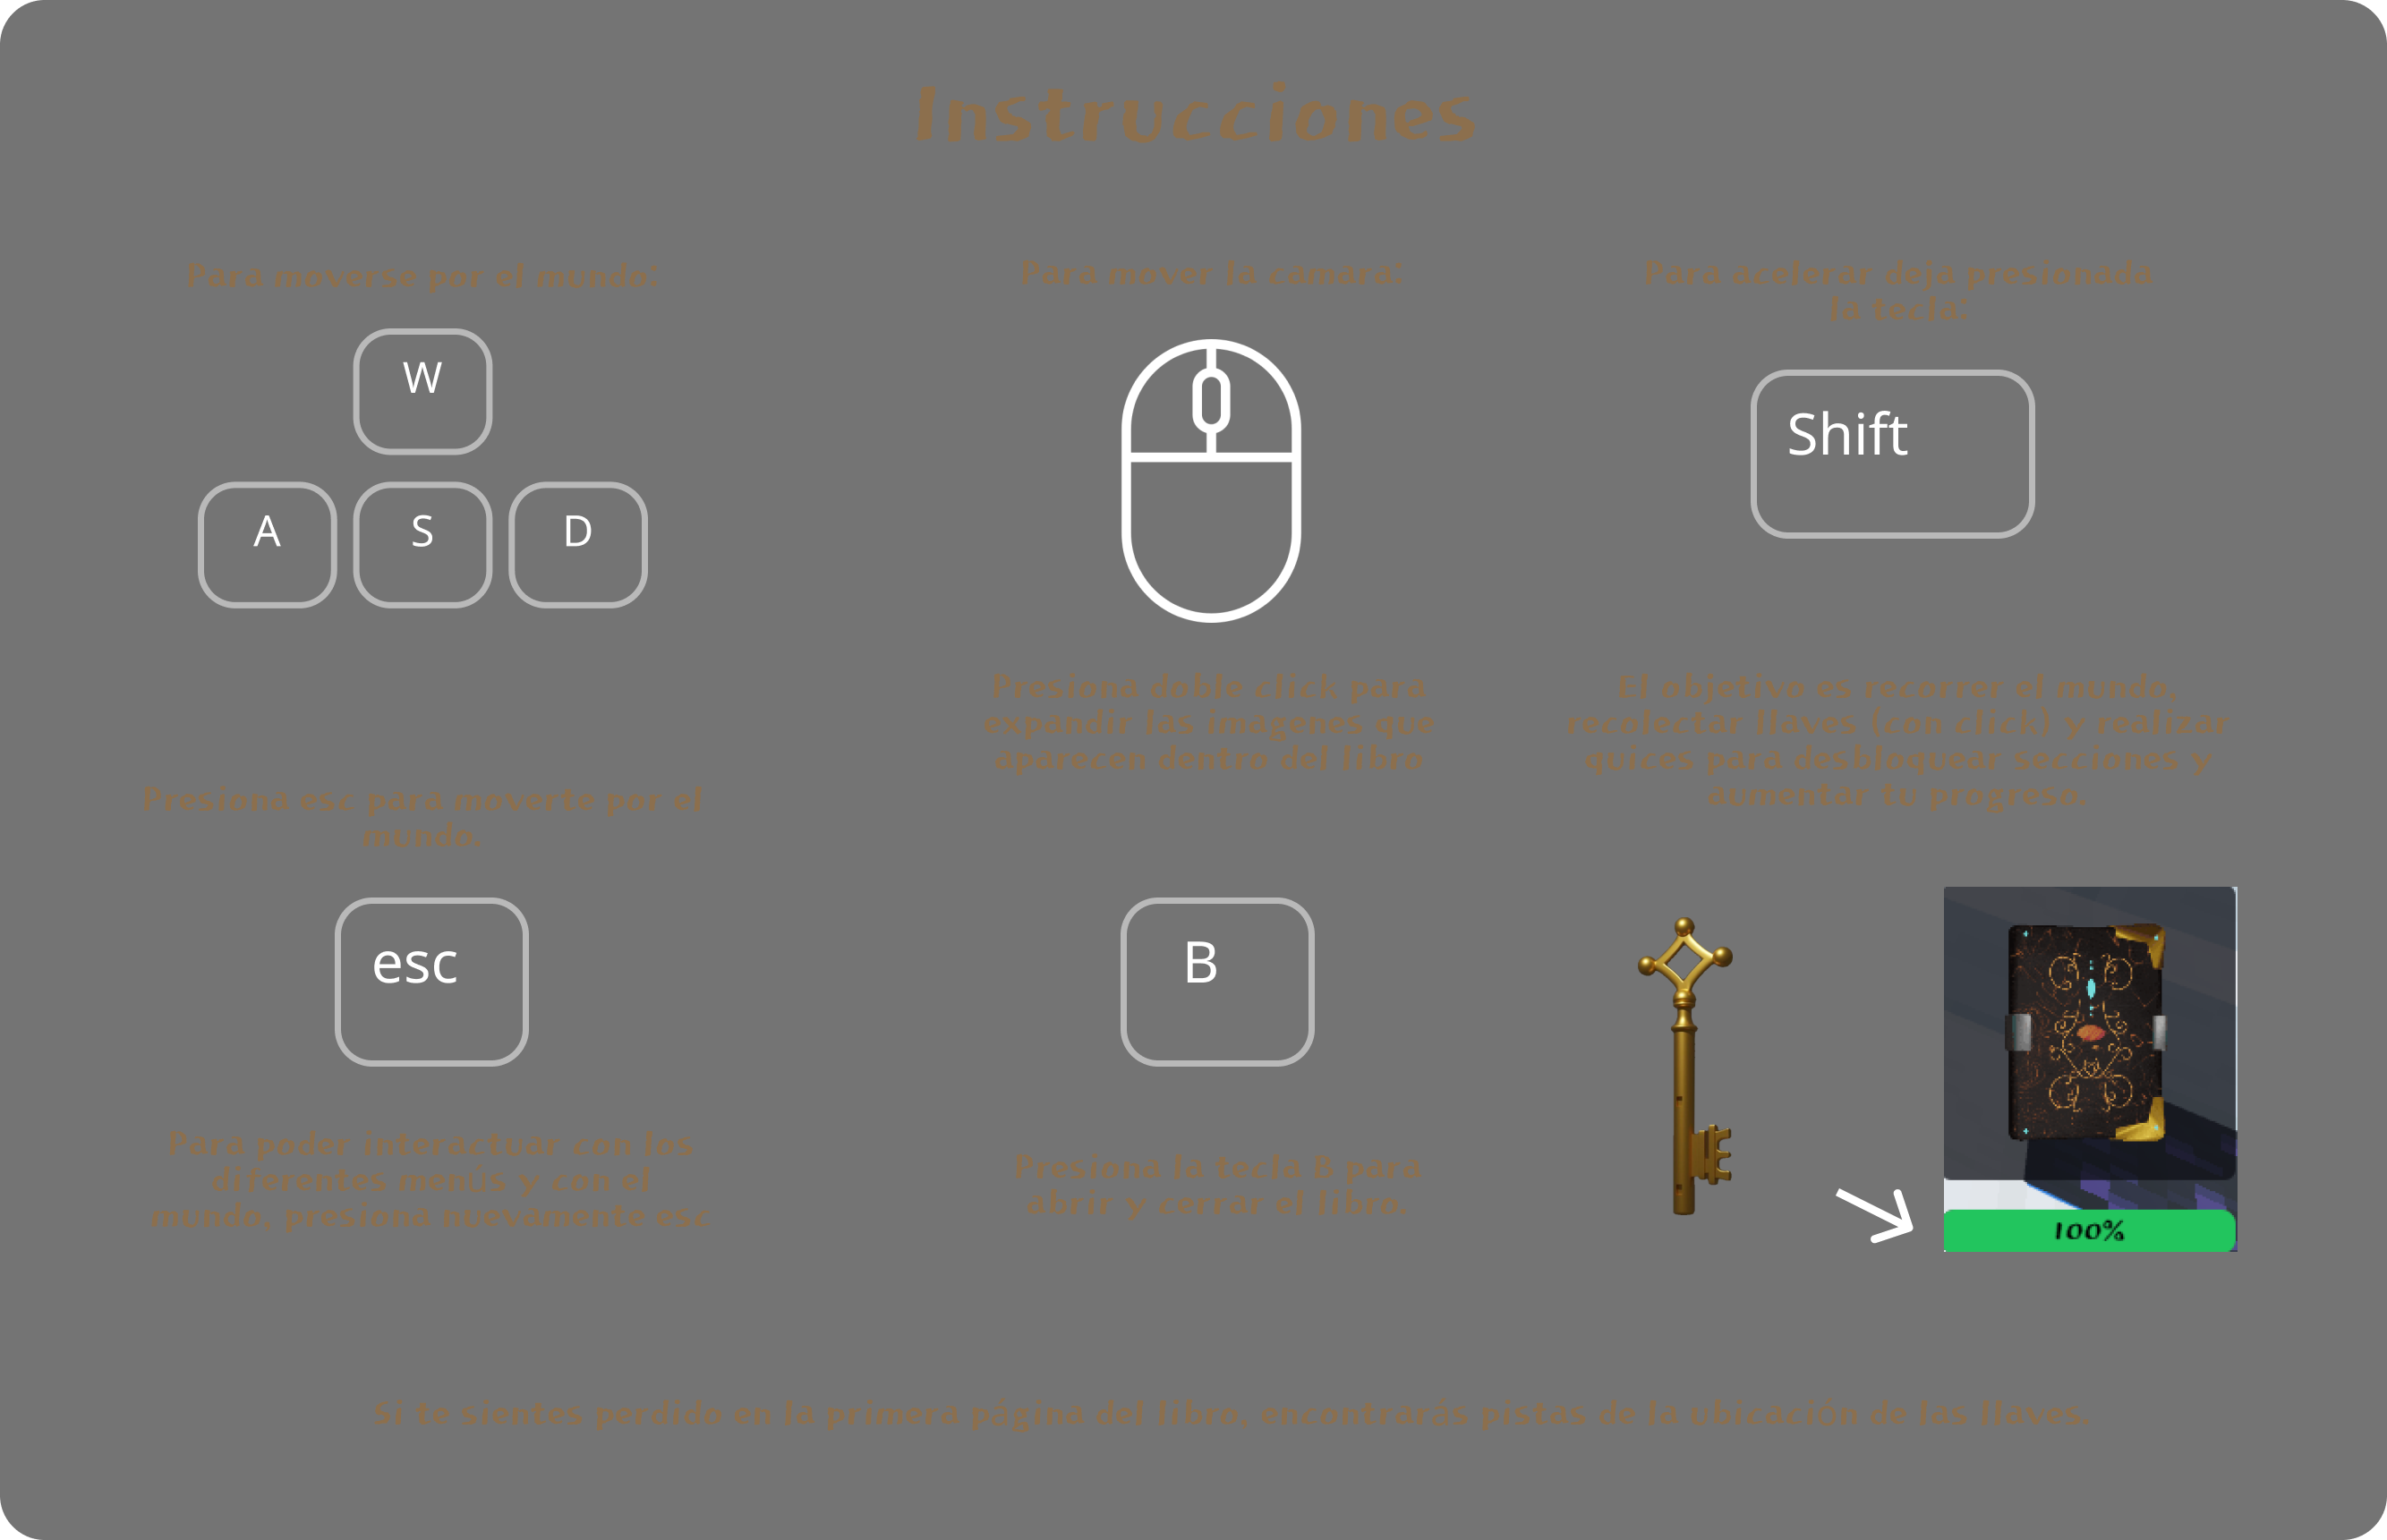 Instrucciones
Para moverse por el mundo:
W
A S D
Para mover la cámara:
Para acelerar deja presionada
la tecla:
Shift
Presiona doble click para
expandir las imágenes que
aparecen dentro del libro
El objetivo es recorrer el mundo,
recolectar llaves (con click) y realizar
quices para desbloquear secciones y
aumentar tu progreso.
Presiona esc para moverte por el
mundo.
esc
B
Para poder interactuar con los
diferentes menús y con el
mundo, presiona nuevamente esc
Presiona la tecla B para
abrir y cerrar el libro.
100%
Si te sientes perdido en la primera página del libro, encontrarás pistas de la ubicación de las llaves.